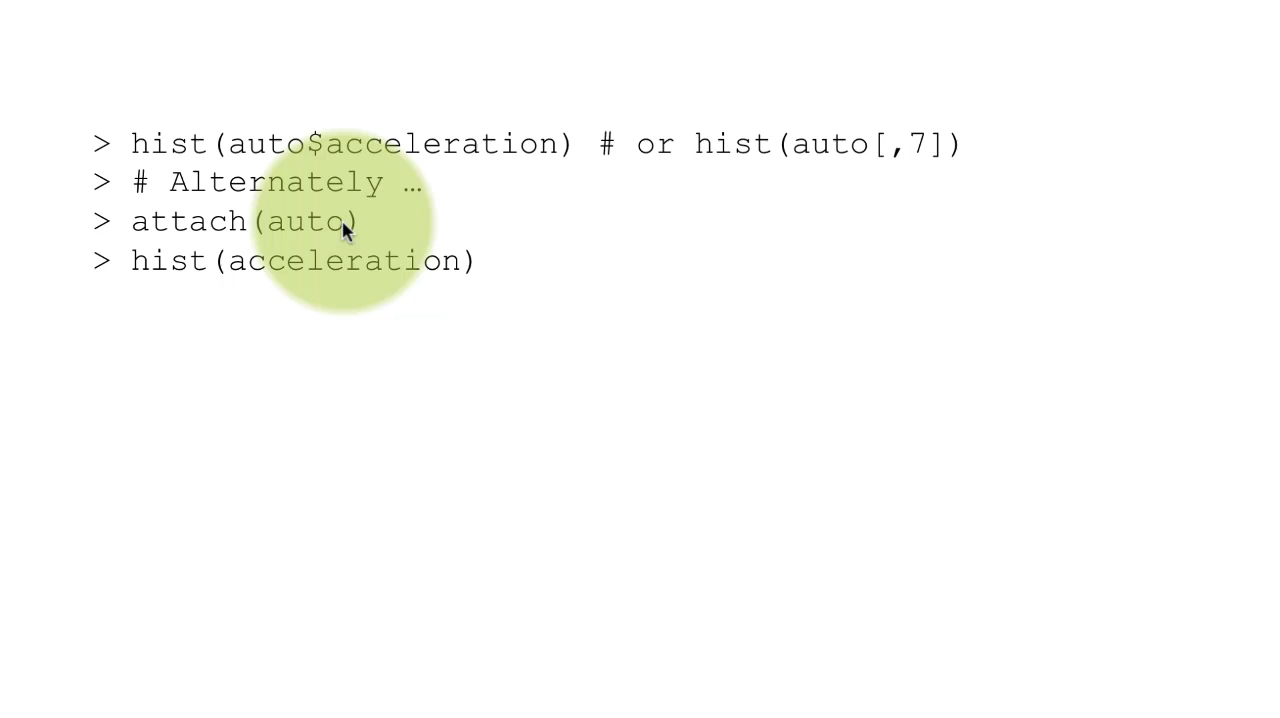 > hist(auto$acceleration) # or hist(auto[,7])
> # Alternately …
> attach(auto)
> hist(acceleration)